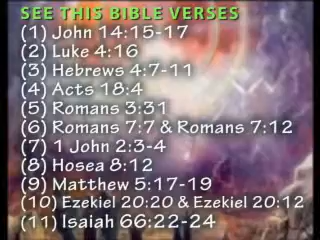 SEE THIS BIBLE VERSES
(1) John 14:15-17
(2) Luke 4:16
(3) Hebrews 4:7-11
(4) Acts 18:4
(5) Romans 3:31
(6) Romans 7:7 & Romans 7:12
(7) 1 John 2:3-4
(8) Hosea 8:12
(9) Matthew 5:17-19
(10) Ezekiel 20:20 & Ezekiel 20:12
(11) Isaiah 66:22-24